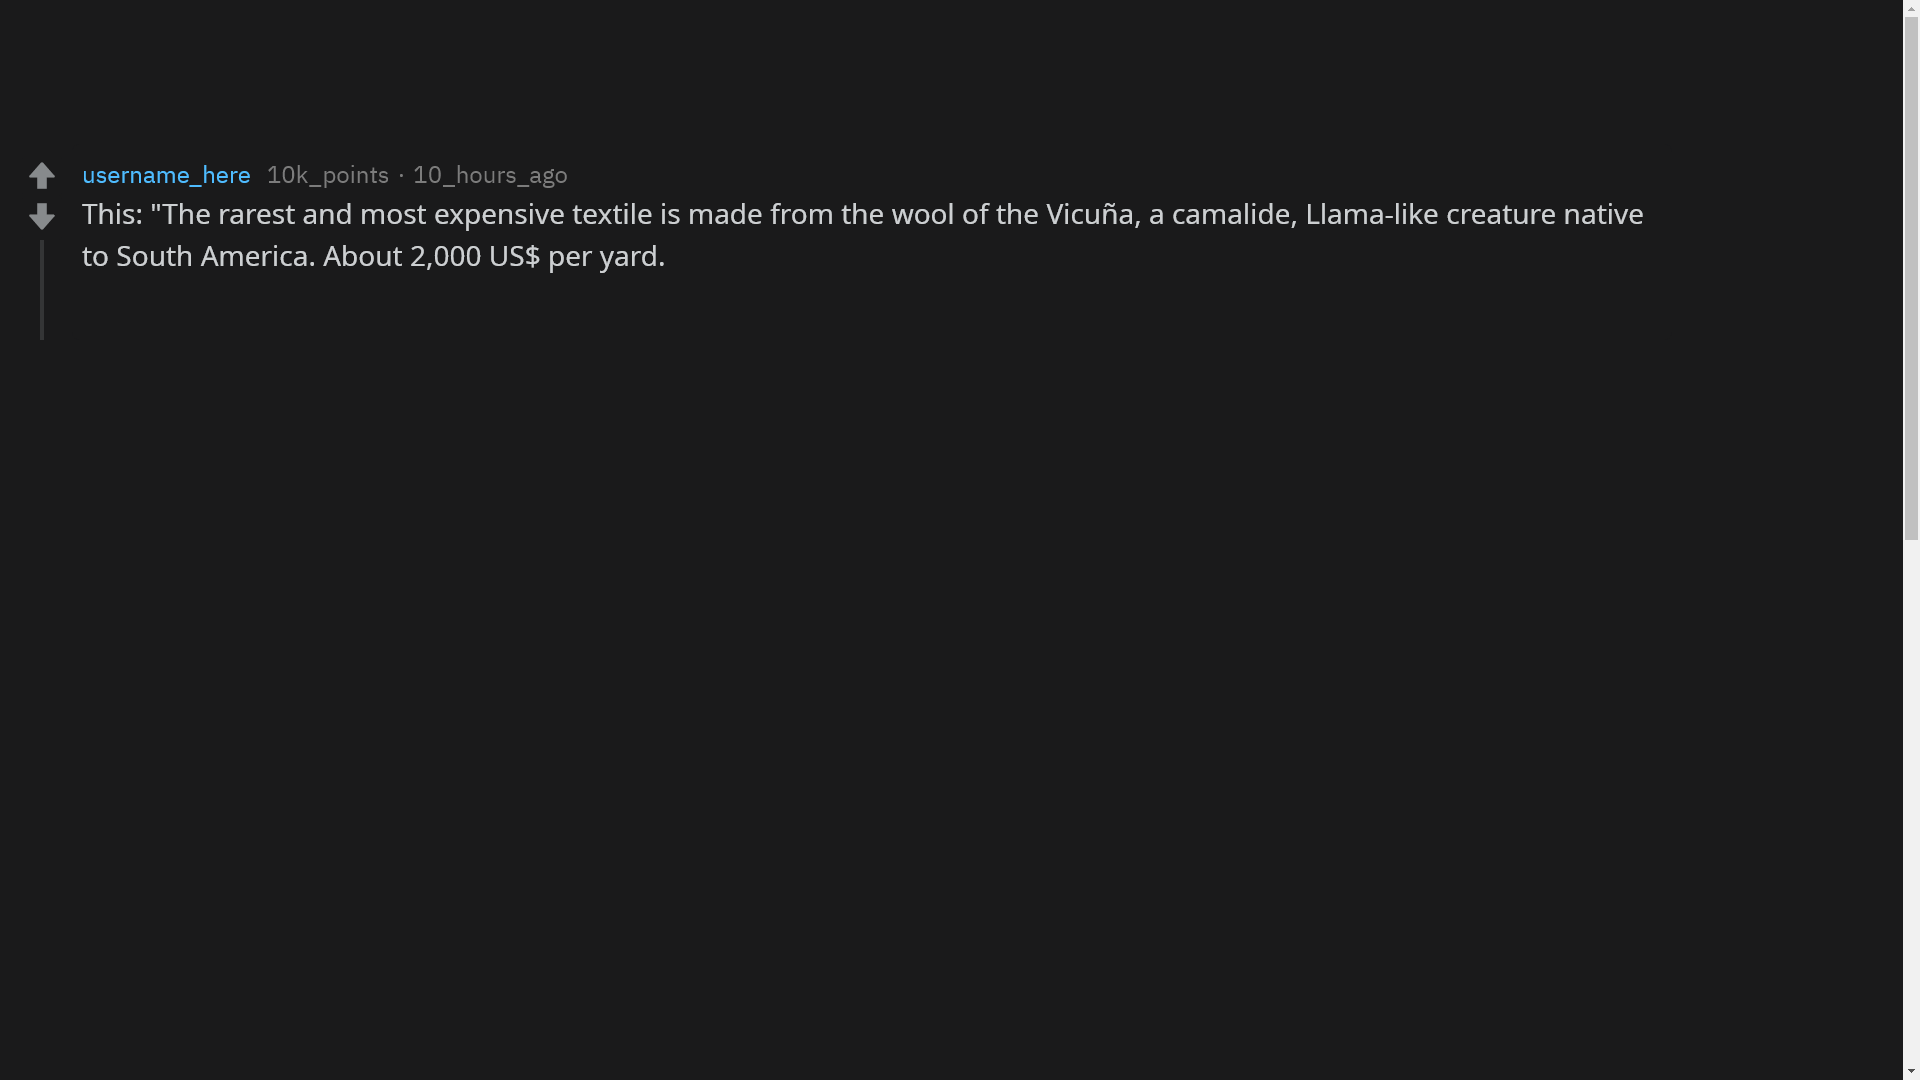 username_here 10k_points · 10_hours_ago
This: "The rarest and most expensive textile is made from the wool of the Vicuña, a camalide, Llama-like creature native
to South America. About 2,000 US$ per yard.